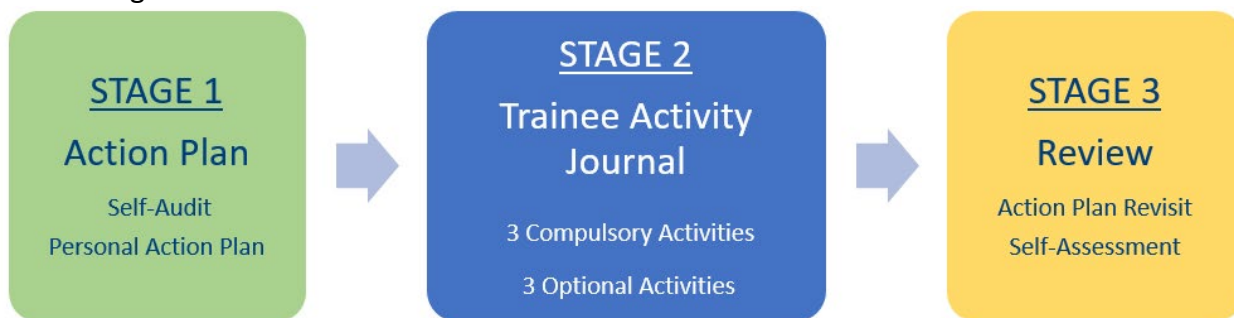 STAGE 1
Action Plan
Self-Audit
Personal Action Plan
STAGE 2
Trainee Activity
Journal
3 Compulsory Activities
3 Optional Activities
STAGE 3
Review
Action Plan Revisit
Self-Assessment